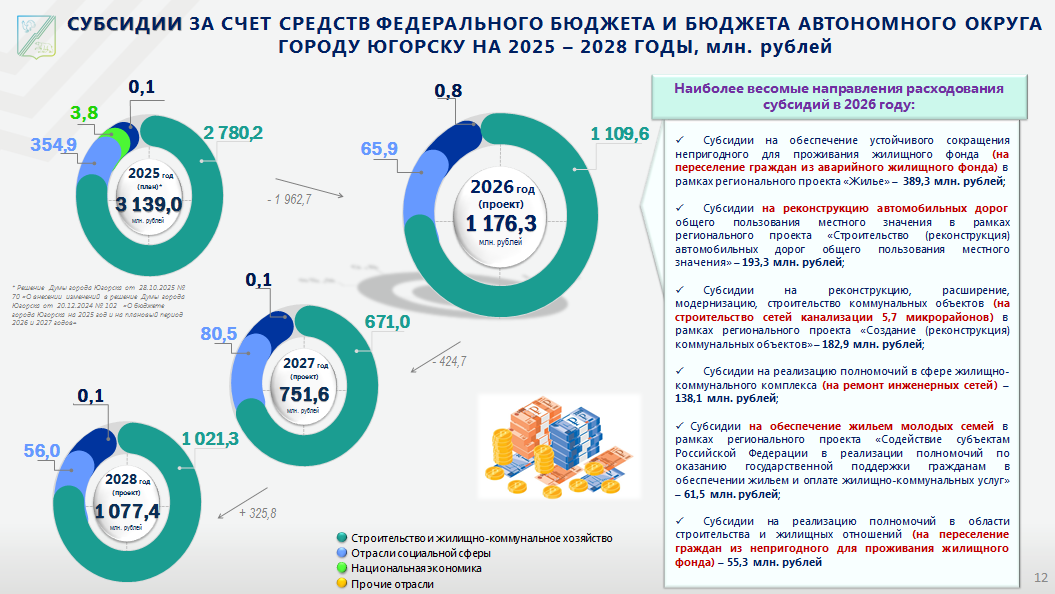 СУБСИДИИ ЗА СЧЕТ СРЕДСТВ ФЕДЕРАЛЬНОГО БЮДЖЕТА И БЮДЖЕТА АВТОНОМНОГО ОКРУГА
ГОРОДУ ЮГОРСКУ НА 2025 – 2028 ГОДЫ, млн. рублей
0,1
3,8
354,9
2 780,2
2025 год
(план)*
3 139,0
млн. рублей
- 1 962,7
0,8
65,9
1 109,6
2026 год
(проект)
1 176,3
млн. рублей
* Решение Думы города Югорска от 28.10.2025 №
70 «О внесении изменений в решение Думы города
Югорска от 20.12.2024 № 102 «О бюджете
города Югорска на 2025 год и на плановый период
2026 и 2027 годов»
0,1
80,5
671,0
2027 год
(проект)
751,6
млн. рублей
- 424,7
0,1
56,0
1 021,3
2028 год
(проект)
1 077,4
млн. рублей
+ 325,8
Строительство и жилищно-коммунальное хозяйство
Отрасли социальной сферы
Национальная экономика
Прочие отрасли
Наиболее весомые направления расходования
субсидий в 2026 году:
✓ Субсидии на обеспечение устойчивого сокращения
непригодного для проживания жилищного фонда (на
переселение граждан из аварийного жилищного фонда) в
рамках регионального проекта «Жилье» – 389,3 млн. рублей;
✓ Субсидии на реконструкцию автомобильных дорог
общего пользования местного значения в рамках
регионального проекта «Строительство (реконструкция)
автомобильных дорог общего пользования местного
значения» – 193,3 млн. рублей;
✓ Субсидии на реконструкцию, расширение,
модернизацию, строительство коммунальных объектов (на
строительство сетей канализации 5,7 микрорайонов) в
рамках регионального проекта «Создание (реконструкция)
коммунальных объектов» – 182,9 млн. рублей;
✓ Субсидии на реализацию полномочий в сфере жилищно-
коммунального комплекса (на ремонт инженерных сетей) –
138,1 млн. рублей;
✓ Субсидии на обеспечение жильем молодых семей в
рамках регионального проекта «Содействие субъектам
Российской Федерации в реализации полномочий по
оказанию государственной поддержки гражданам в
обеспечении жильем и оплате жилищно-коммунальных услуг»
– 61,5 млн. рублей;
✓ Субсидии на реализацию полномочий в области
строительства и жилищных отношений (на переселение
граждан из непригодного для проживания жилищного
фонда) – 55,3 млн. рублей
12